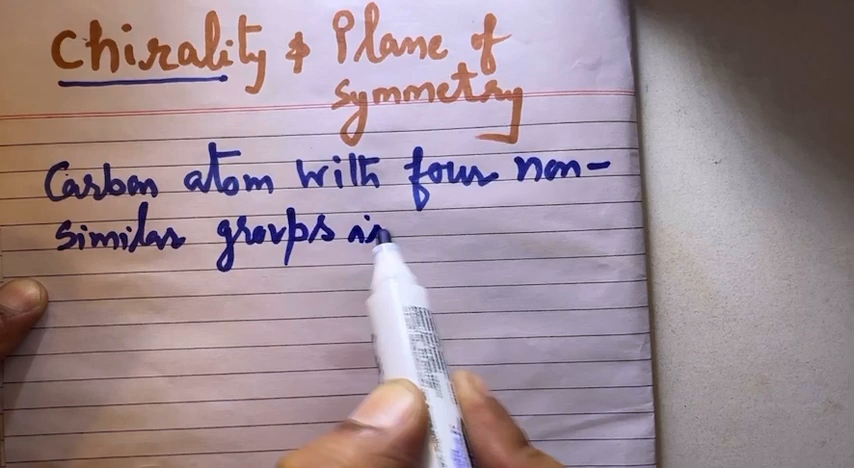 Chirality & Plane of
Symmetry
Carbon atom with four non-
Similar groups is